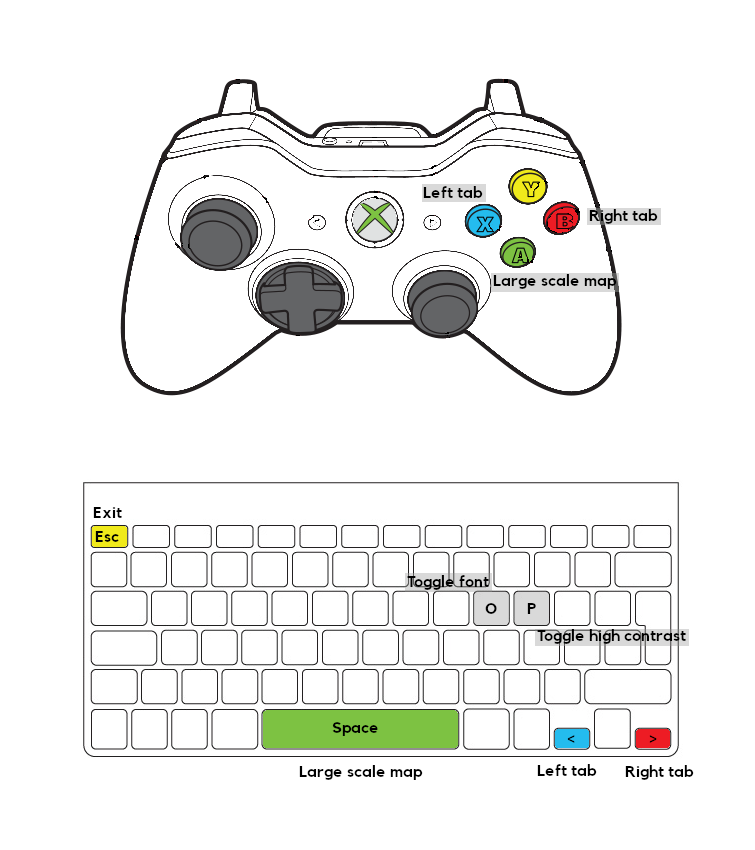 Y
Left tab
X
B
Right tab
A
Large scale map
Exit
Esc
Toggle font
O
P
Toggle high contrast
Space
<
>
Large scale map
Left tab
Right tab